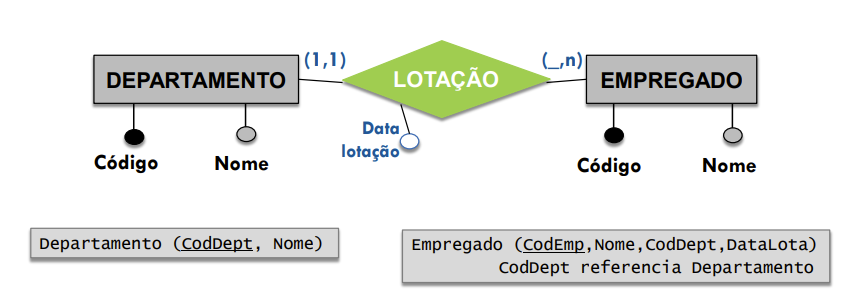 (1,1)
(_,n)
DEPARTAMENTO
LOTAÇÃO
EMPREGADO
Data
lotação
Código
Nome
Código
Nome
Departamento (CodDept, Nome)
Empregado (CodEmp,Nome,CodDept,DataLota)
CodDept referencia Departamento